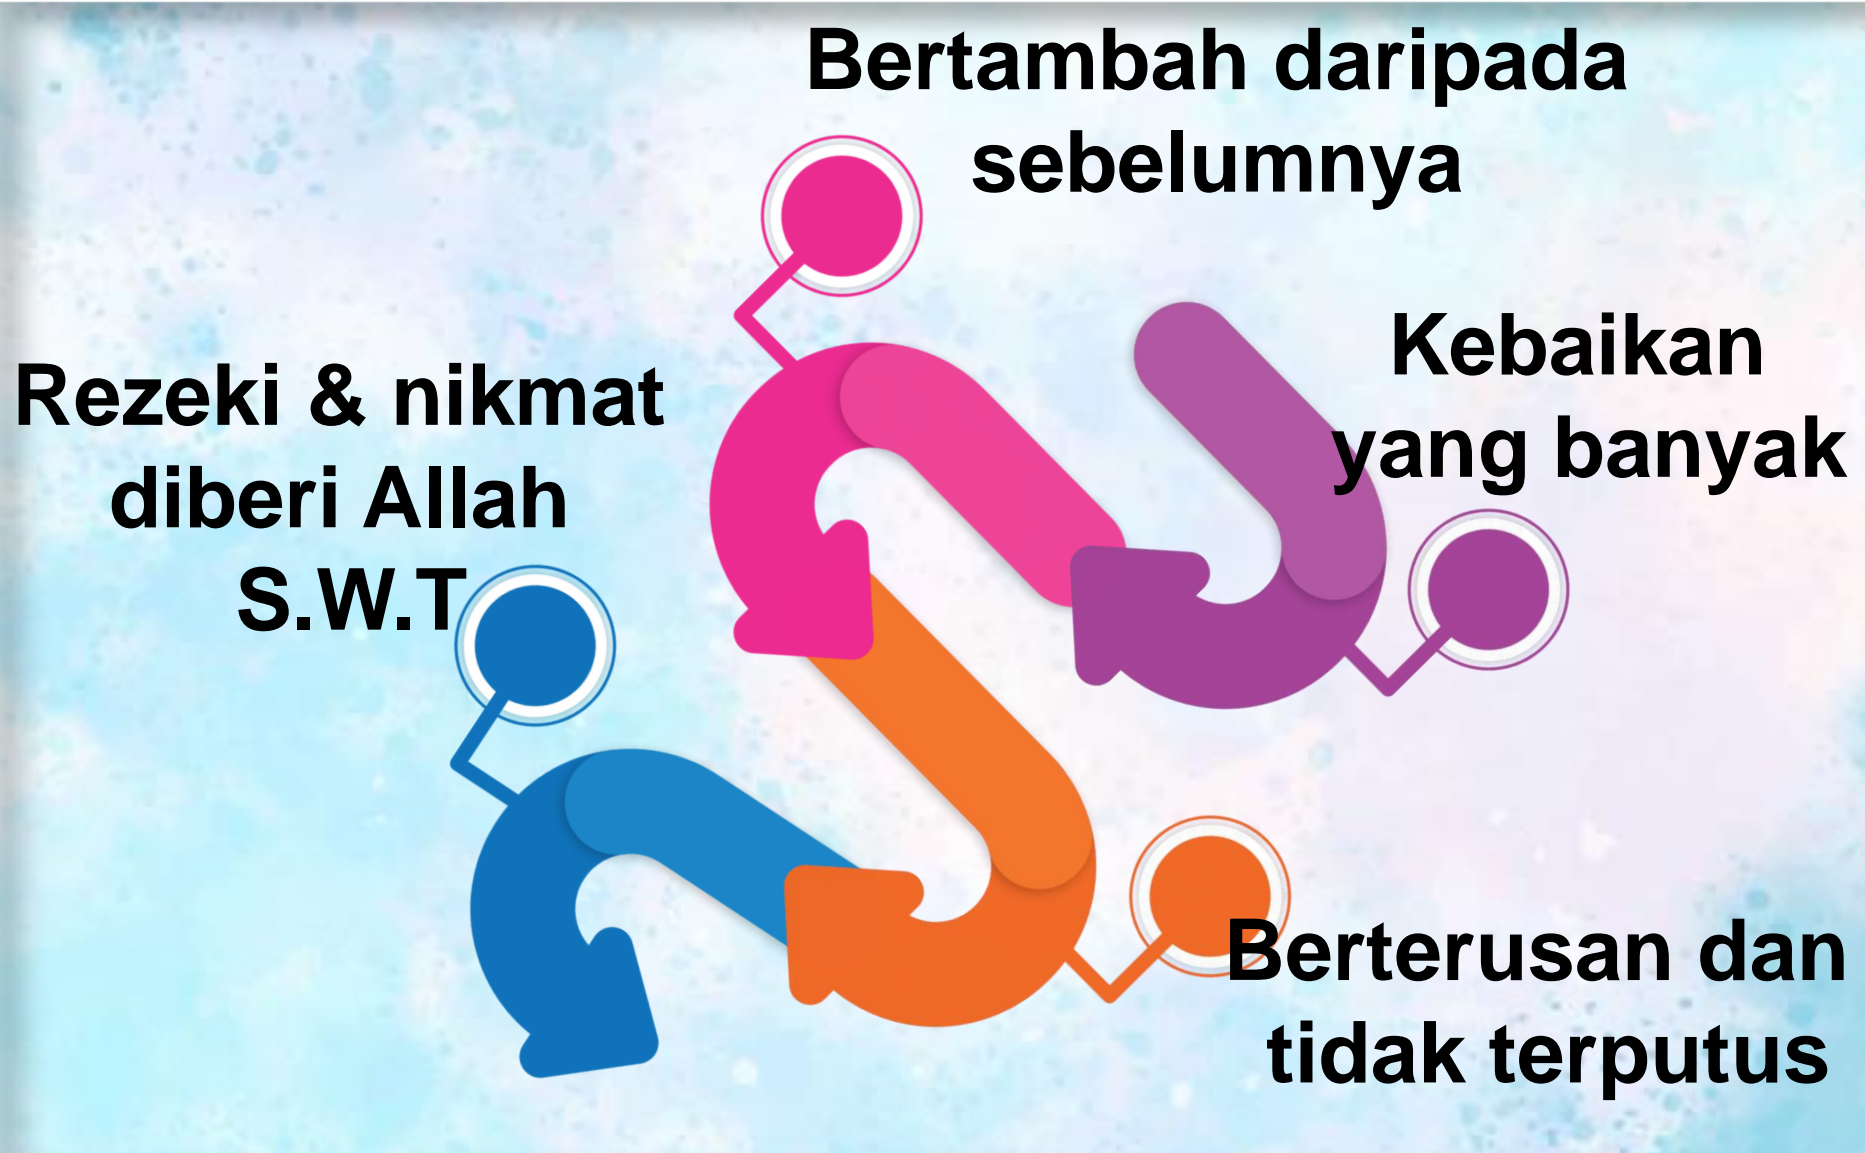 Bertambah daripada
sebelumnya
Kebaikan
yang banyak
Rezeki & nikmat
diberi Allah
S.W.T
Berterusan dan
tidak terputus